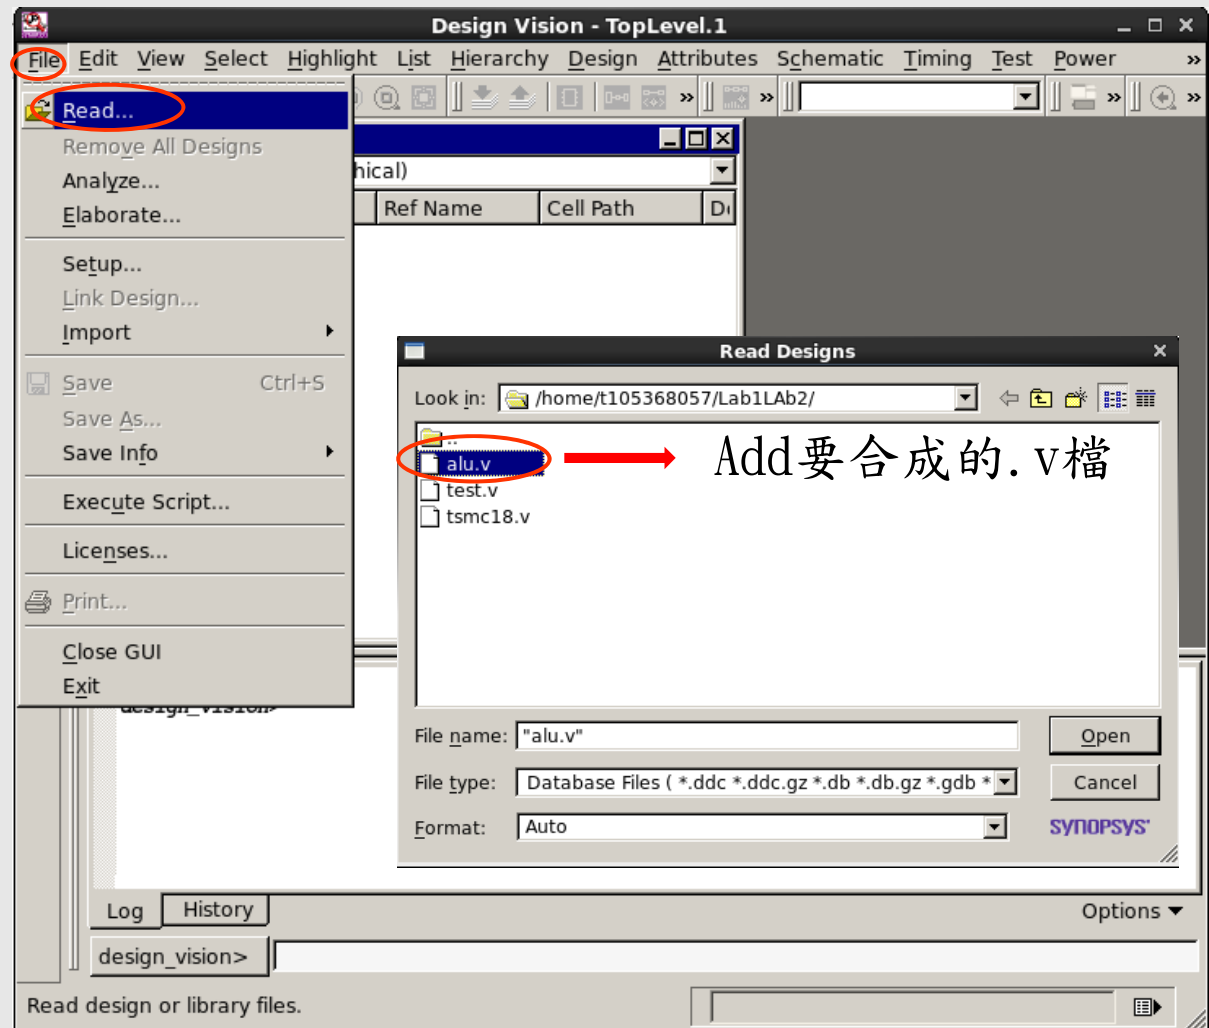 Design Vision - TopLevel.1
File Edit View Select Highlight List Hierarchy Design Attributes Schematic Timing Test Power »
» » » »
Read...
Remove All Designs
Analyze...
hical)
Elaborate...
Ref Name Cell Path
Setup...
Link Design...
Import
Save Ctrl+S
Save As...
Save Info
Execute Script...
Licenses...
Print...
Close GUI
Exit
Read Designs
Look in: /home/t105368057/Lab1LAb2/
..
alu.v
Add要合成的.v檔
test.v
tsmc18.v
File name: "alu.v" Open
File type: Database Files ( *.ddc *.ddc.gz *.db *.db.gz *.gdb * Cancel
Format: Auto SYNOPSYS
design_vision>
Log History Options
design_vision>
Read design or library files.